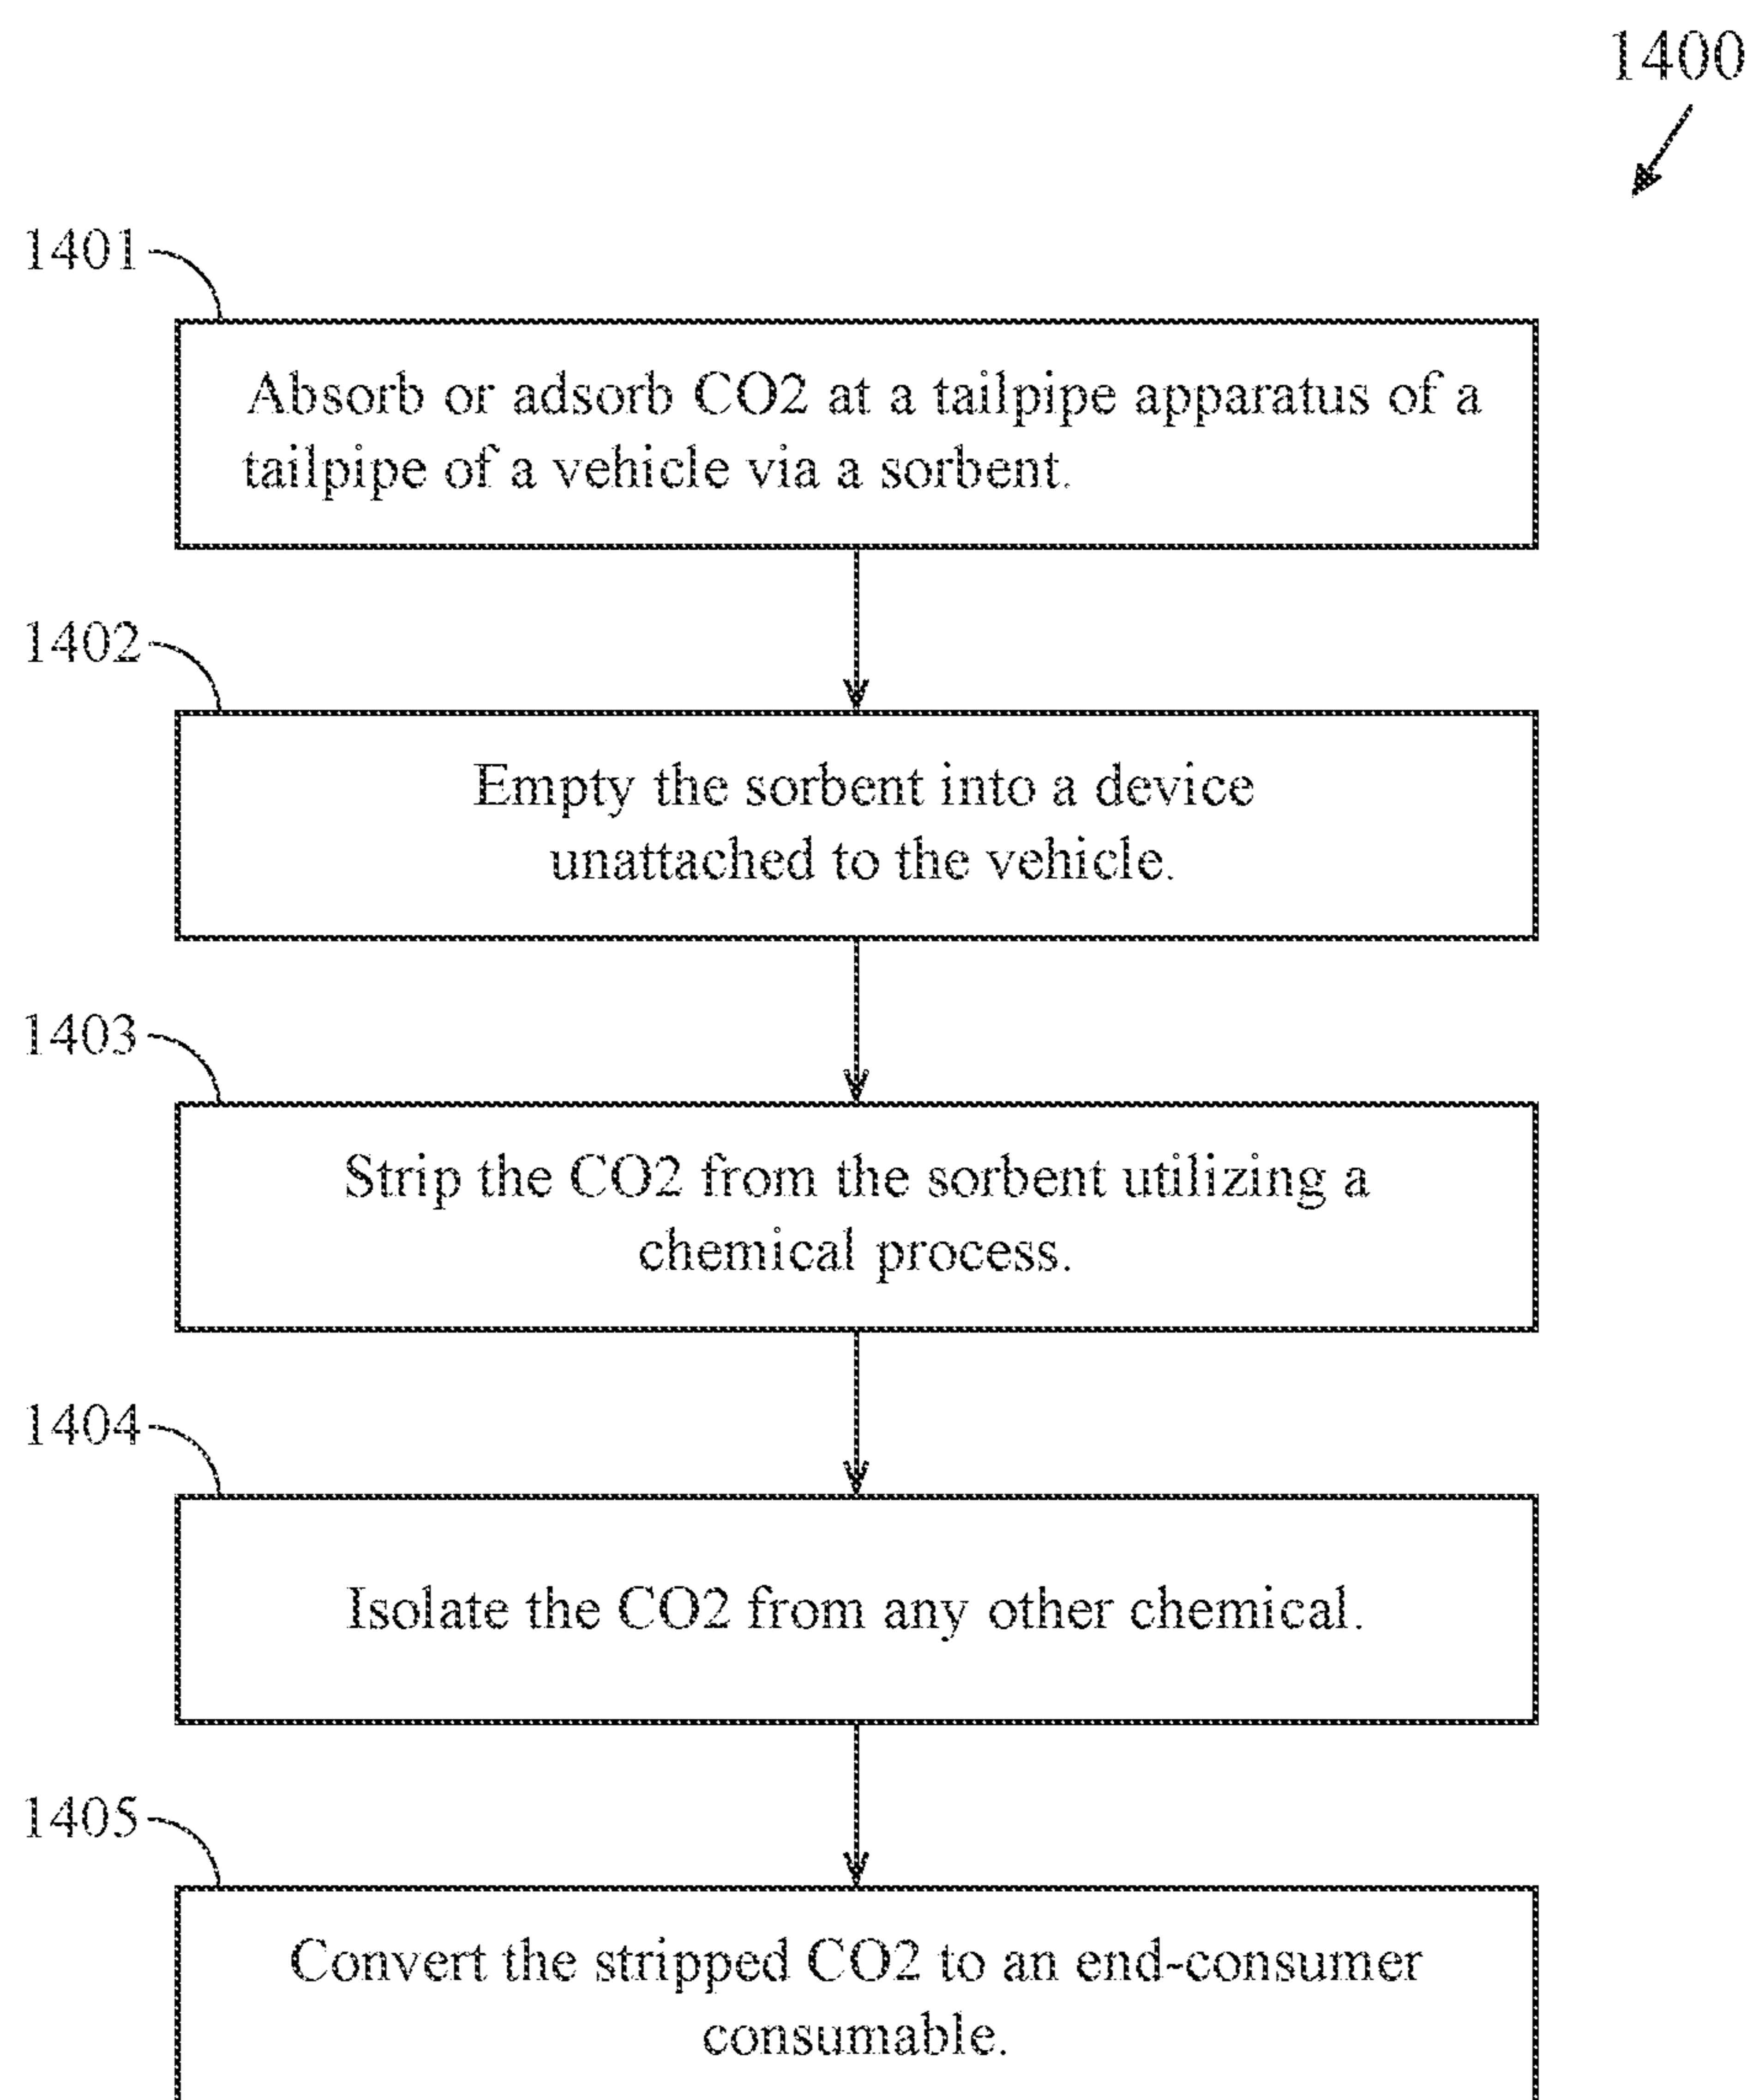 1400
1401
Absorb or adsorb CO2 at a tailpipe apparatus of a
tailpipe of a vehicle via a sorbent.
1402
Empty the sorbent into a device
unattached to the vehicle.
1403
Strip the CO2 from the sorbent utilizing a
chemical process.
1404
Isolate the CO2 from any other chemical.
1405
Convert the stripped CO2 to an end-consumer
consumable.